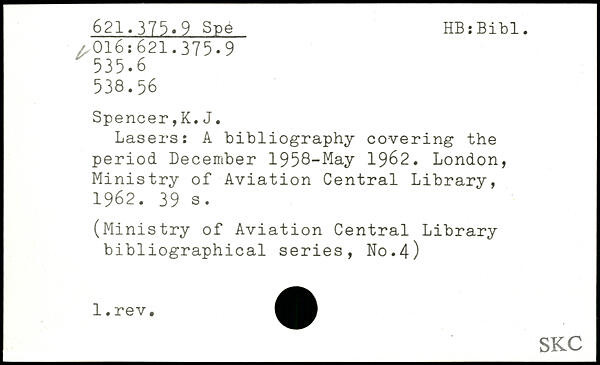 621.375.9 Spe HB:Bibl.
016:621.375.9
535.6
538.56
Spencer,K.J.
Lasers: A bibliography covering the
period December 1958-May 1962. London,
Ministry of Aviation Central Library,
1962. 39 s.
(Ministry of Aviation Central Library
bibliographical series, No.4)
1.rev.
SKC